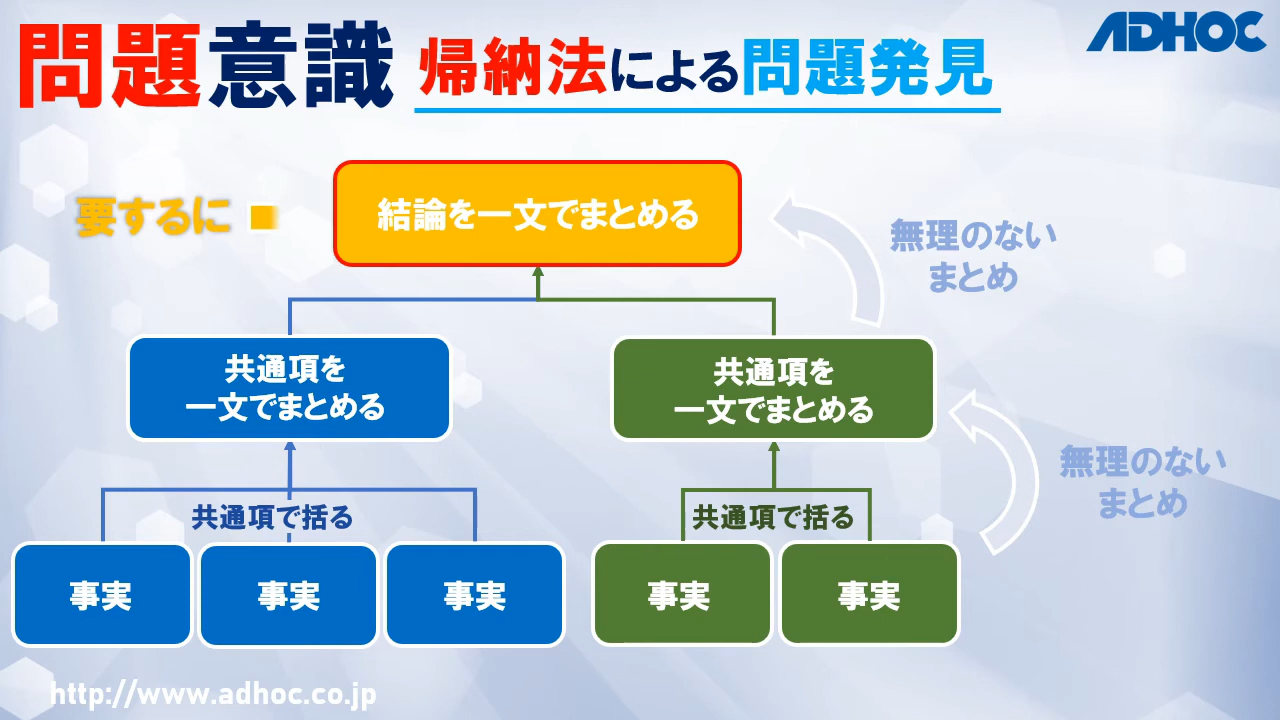 問題意識 帰納法による問題発見
ADHOC
要するに
結論を一文でまとめる
無理のない
まとめ
共通項を
一文でまとめる
共通項を
一文でまとめる
無理のない
まとめ
共通項で括る
共通項で括る
事実
事実
事実
事実
事実
http://www.adhoc.co.jp